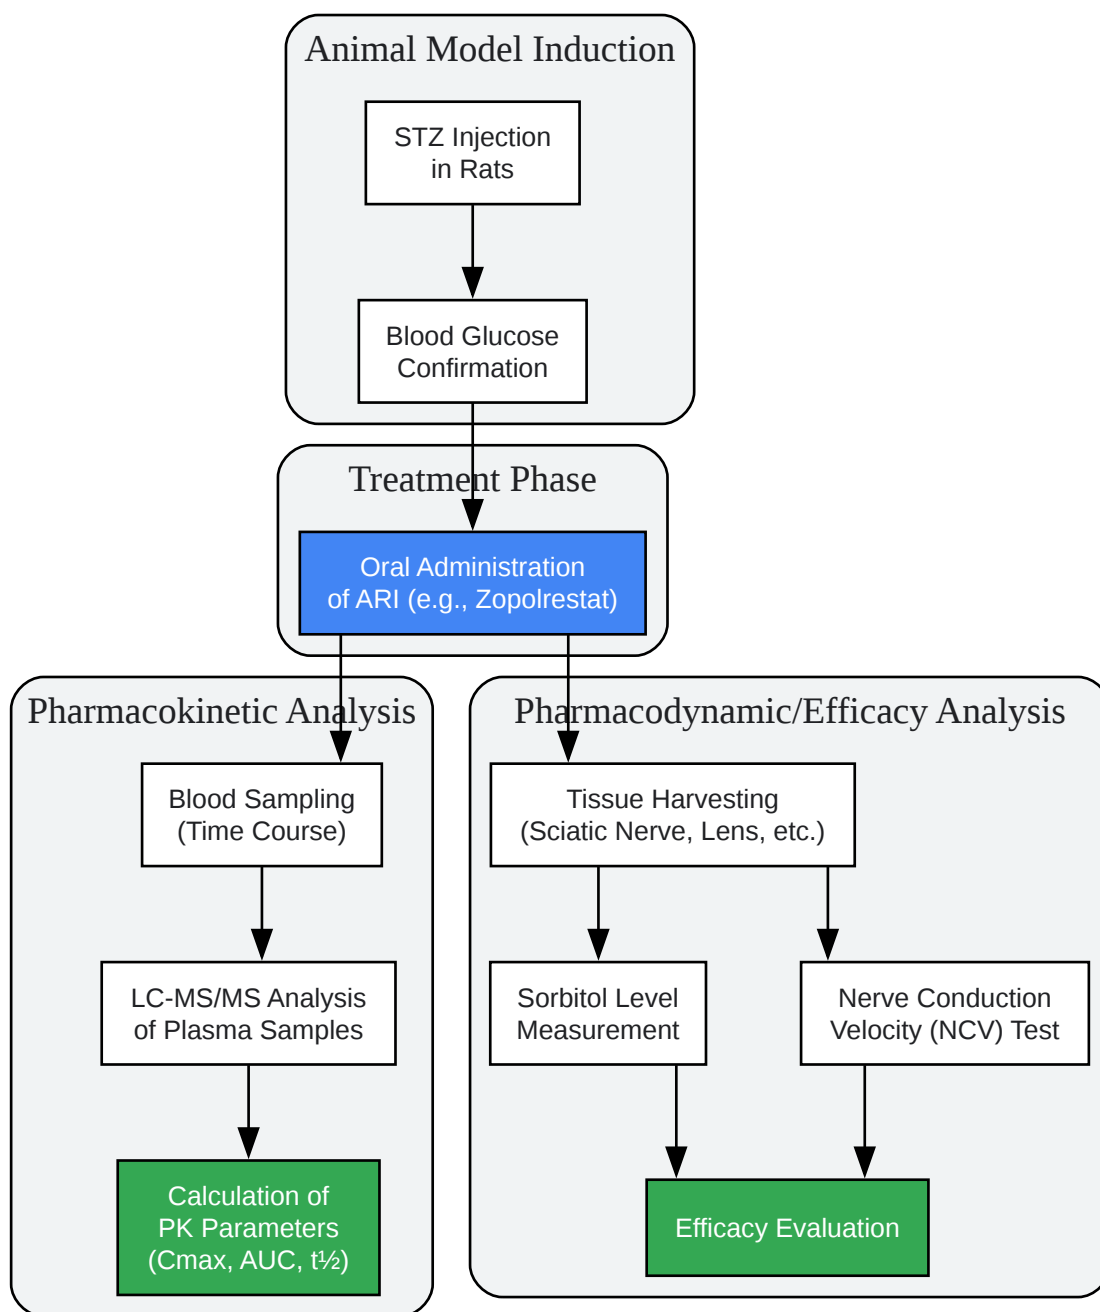 Animal Model Induction
STZ Injection
in Rats
Blood Glucose
Confirmation
Treatment Phase
Oral Administration
of ARI (e.g., Zopolrestat)
Pharmacokinetic Analysis
Blood Sampling
(Time Course)
LC-MS/MS Analysis
of Plasma Samples
Calculation of
PK Parameters
(Cmax, AUC, t½)
Pharmacodynamic/Efficacy Analysis
Tissue Harvesting
(Sciatic Nerve, Lens, etc.)
Sorbitol Level
Measurement
Nerve Conduction
Velocity (NCV) Test
Efficacy Evaluation